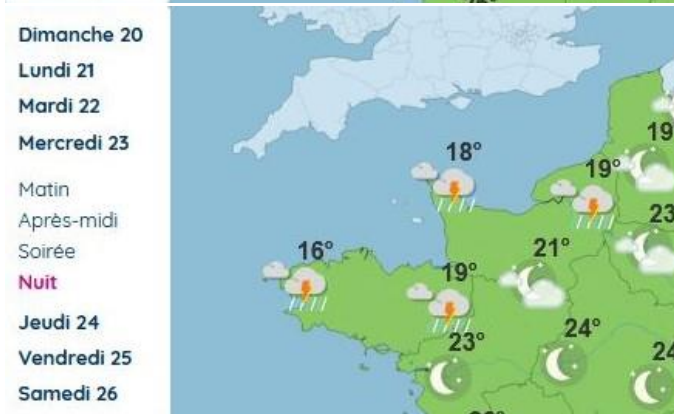 Dimanche 20
Lundi 21
Mardi 22
Mercredi 23
Matin
Après-midi
Soirée
Nuit
Jeudi 24
Vendredi 25
Samedi 26
18°
19
19°
23
16°
19°
21°
23°
24°
24